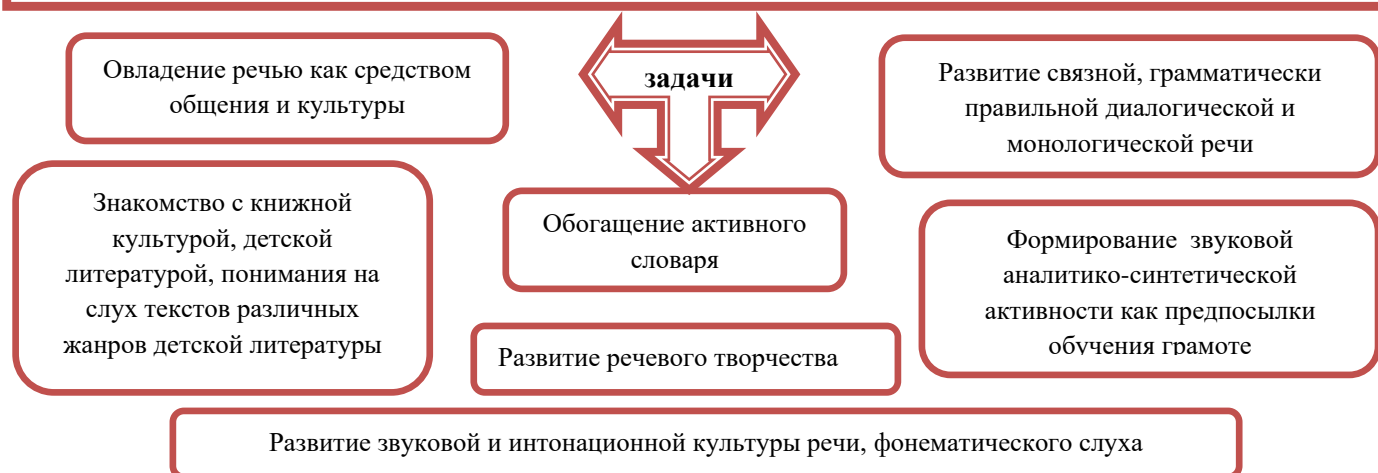 задачи
Овладение речью как средством
общения и культуры
Развитие связной, грамматически
правильной диалогической и
монологической речи
Знакомство с книжной
культурой, детской
литературой, понимания на
слух текстов различных
жанров детской литературы
Обогащение активного
словаря
Формирование звуковой
аналитико-синтетической
активности как предпосылки
обучения грамоте
Развитие речевого творчества
Развитие звуковой и интонационной культуры речи, фонематического слуха